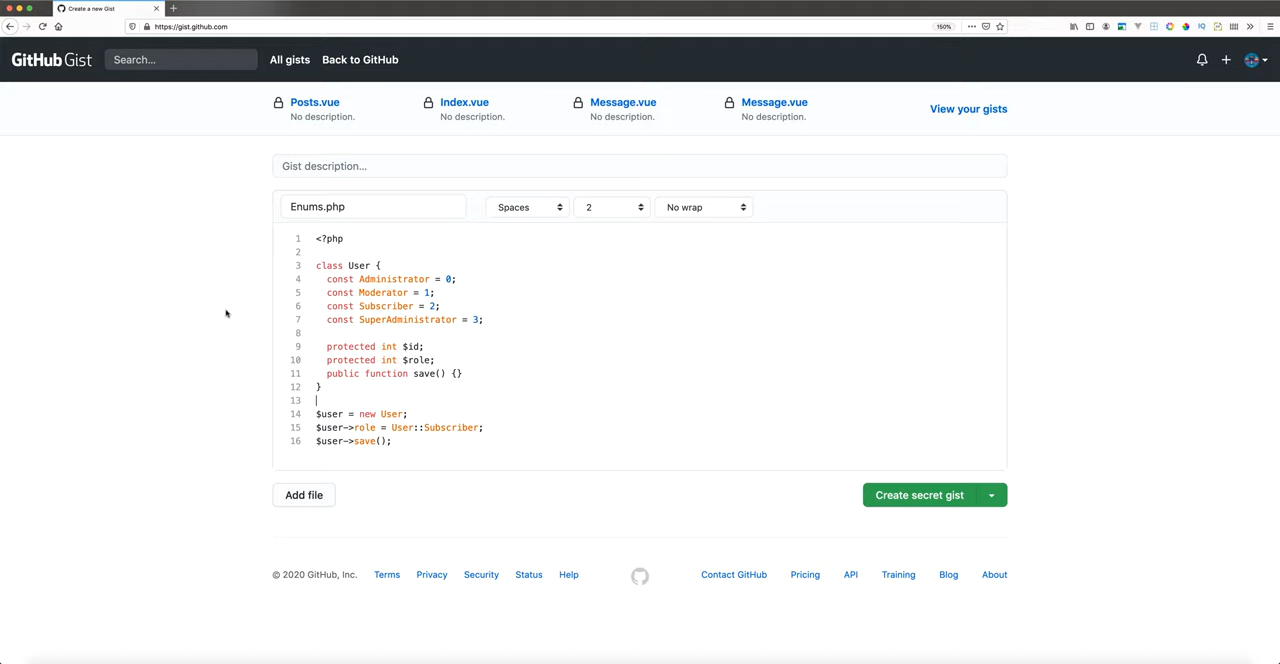 Create a new Gist
https://gist.github.com
150%
GitHub Gist
Search...
All gists
Back to GitHub
Posts.vue
No description.
Index.vue
No description.
Message.vue
No description.
Message.vue
No description.
View your gists
Gist description...
Enums.php
Spaces
2
No wrap
1 <?php
2
3 class User {
4 const Administrator = 0;
5 const Moderator = 1;
6 const Subscriber = 2;
7 const SuperAdministrator = 3;
8
9 protected int $id;
10 protected int $role;
11 public function save() {}
12 }
13
14 $user = new User;
15 $user->role = User::Subscriber;
16 $user->save();
Add file
Create secret gist
© 2020 GitHub, Inc. Terms Privacy Security Status Help Contact GitHub Pricing API Training Blog About